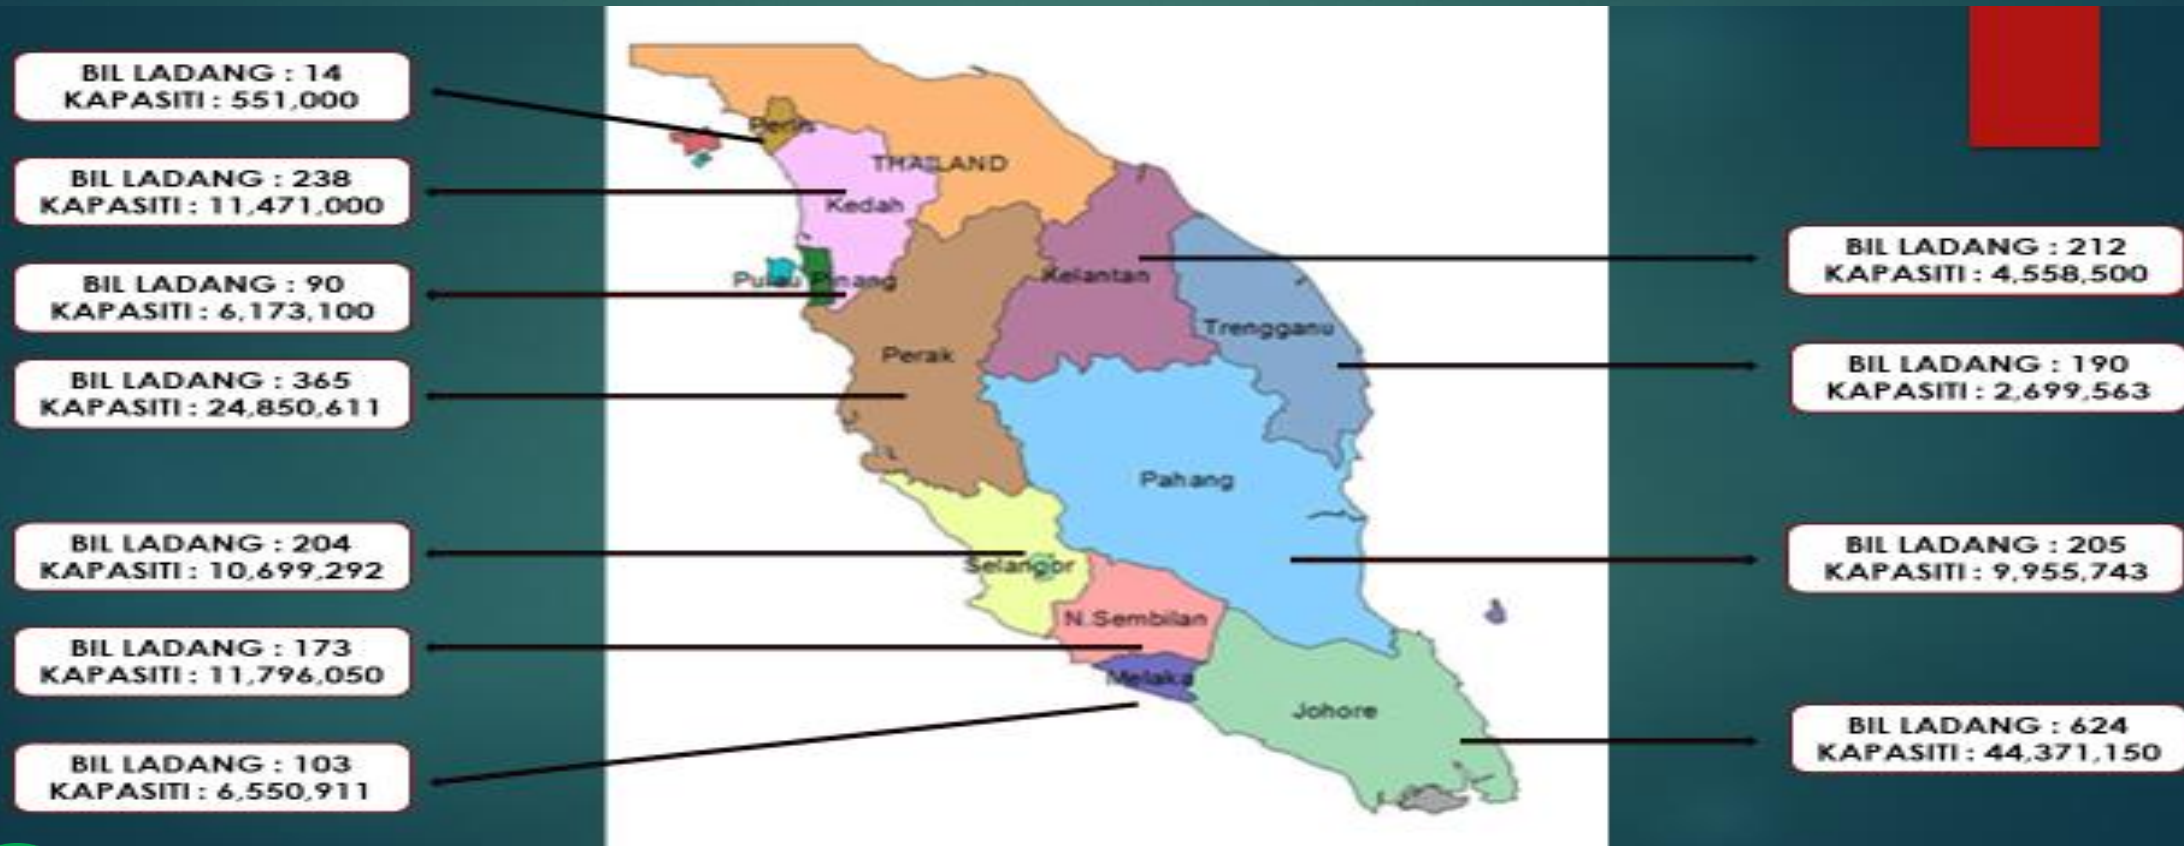 BIL LADANG : 14
KAPASITI : 551,000
BIL LADANG : 238
KAPASITI : 11,471,000
BIL LADANG : 90
KAPASITI : 6,173,100
BIL LADANG : 365
KAPASITI : 24,850,611
BIL LADANG : 204
KAPASITI : 10,699,292
BIL LADANG : 173
KAPASITI : 11,796,050
BIL LADANG : 103
KAPASITI : 6,550,911
Perlis
THAILAND
Kedah
Pulau Pinang
Kelantan
Trengganu
Perak
Pahang
Selangor
N.Sembilan
Melaka
Johore
BIL LADANG : 212
KAPASITI : 4,558,500
BIL LADANG : 190
KAPASITI : 2,699,563
BIL LADANG : 205
KAPASITI : 9,955,743
BIL LADANG : 624
KAPASITI : 44,371,150